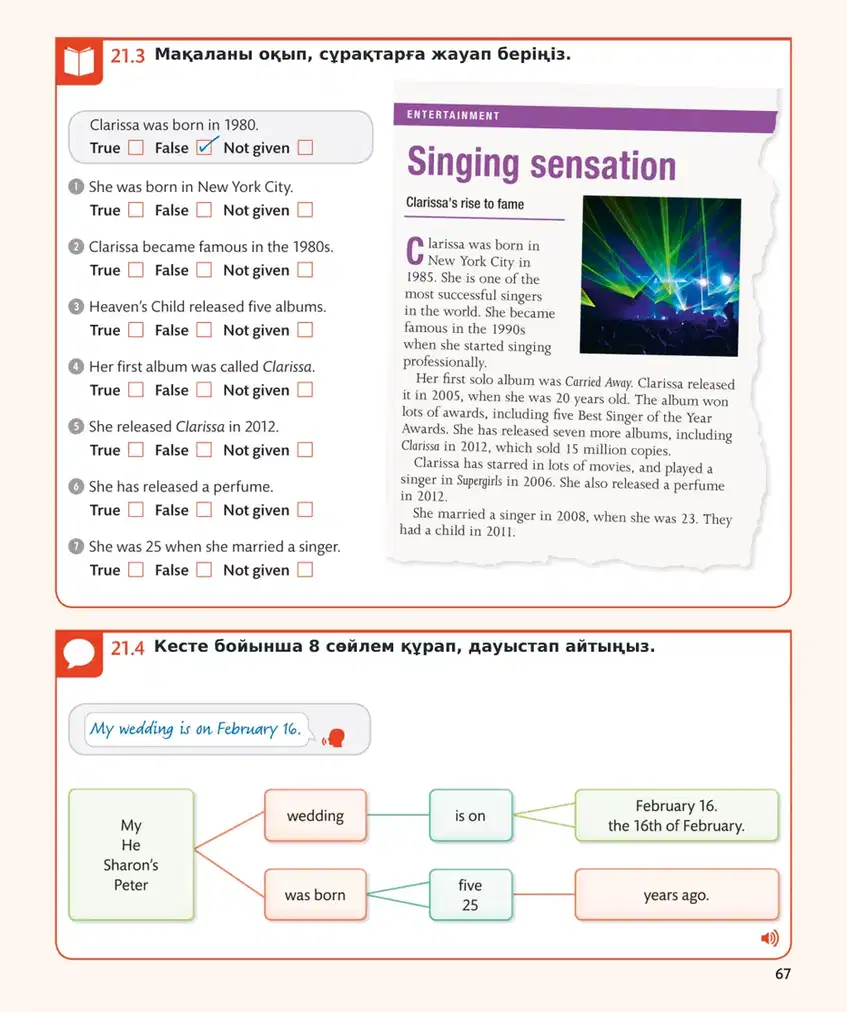 21.3 Мақаланы оқып, сұрақтарға жауап беріңіз.
Clarissa was born in 1980.
True False Not given
1 She was born in New York City.
True False Not given
2 Clarissa became famous in the 1980s.
True False Not given
3 Heaven's Child released five albums.
True False Not given
4 Her first album was called Clarissa.
True False Not given
5 She released Clarissa in 2012.
True False Not given
6 She has released a perfume.
True False Not given
7 She was 25 when she married a singer.
True False Not given
ENTERTAINMENT
Singing sensation
Clarissa's rise to fame
Clarissa was born in
New York City in
1985. She is one of the
most successful singers
in the world. She became
famous in the 1990s
when she started singing
professionally.
Her first solo album was Carried Away. Clarissa released
it in 2005, when she was 20 years old. The album won
lots of awards, including five Best Singer of the Year
Awards. She has released seven more albums, including
Clarissa in 2012, which sold 15 million copies.
Clarissa has starred in lots of movies, and played a
singer in Supergirls in 2006. She also released a perfume
in 2012.
She married a singer in 2008, when she was 23. They
had a child in 2011.
21.4 Кесте бойынша 8 сөйлем құрап, дауыстап айтыңыз.
My wedding is on February 16.
My
He
Sharon's
Peter
wedding
is on
February 16.
the 16th of February.
was born
five
25
years ago.
67